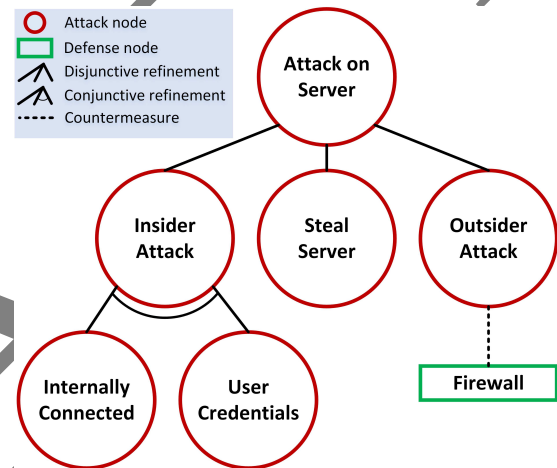 Attack node
Defense node
Disjunctive refinement
Conjunctive refinement
Countermeasure
Attack on
Server
Insider
Attack
Steal
Server
Outsider
Attack
Internally
Connected
User
Credentials
Firewall